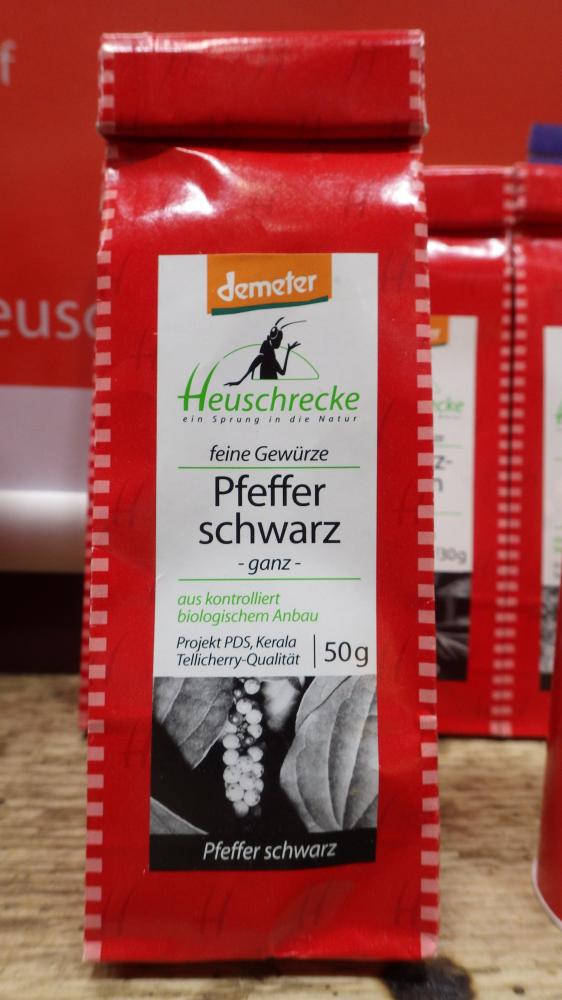 demeter
Heuschrecke
ein Sprung in die Natur
feine Gewürze
Pfeffer
schwarz
- ganz -
aus kontrolliert
biologischem Anbau
Projekt PDS, Kerala
Tellicherry-Qualität
50g
Pfeffer schwarz